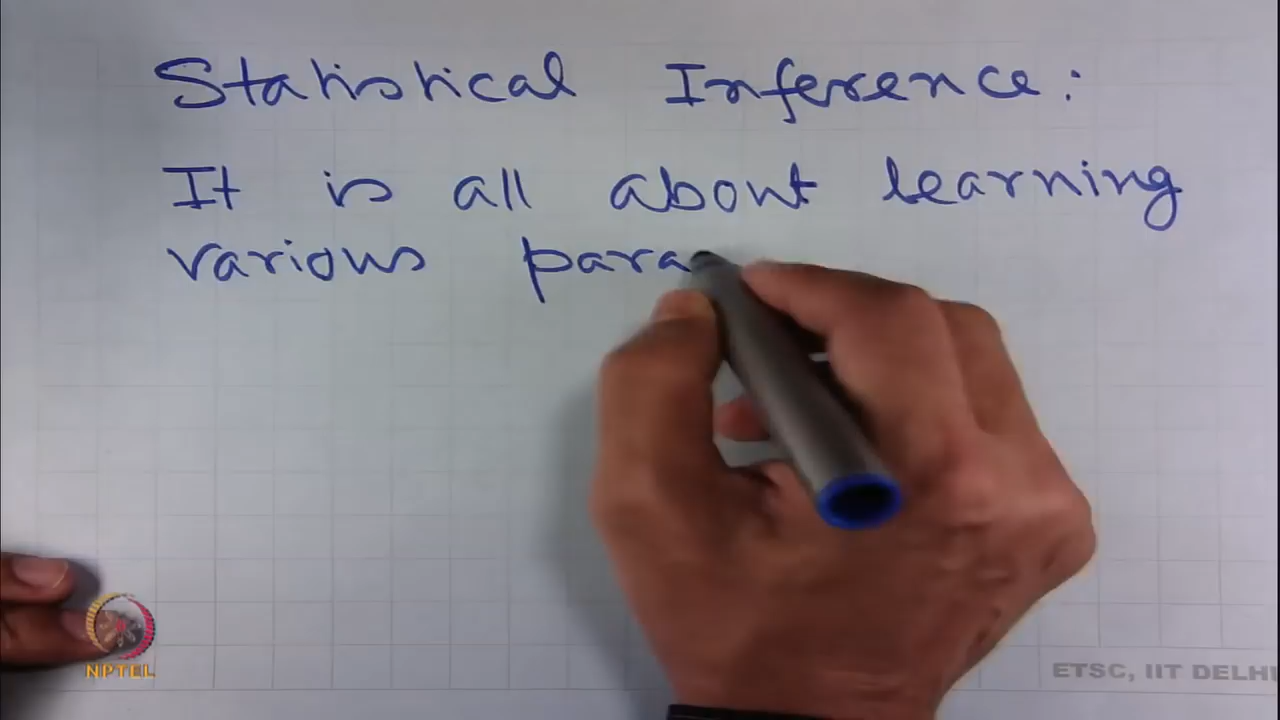 Statistical Inference:
It is all about learning
various para
NPTEL
ETSC, IIT DELHI